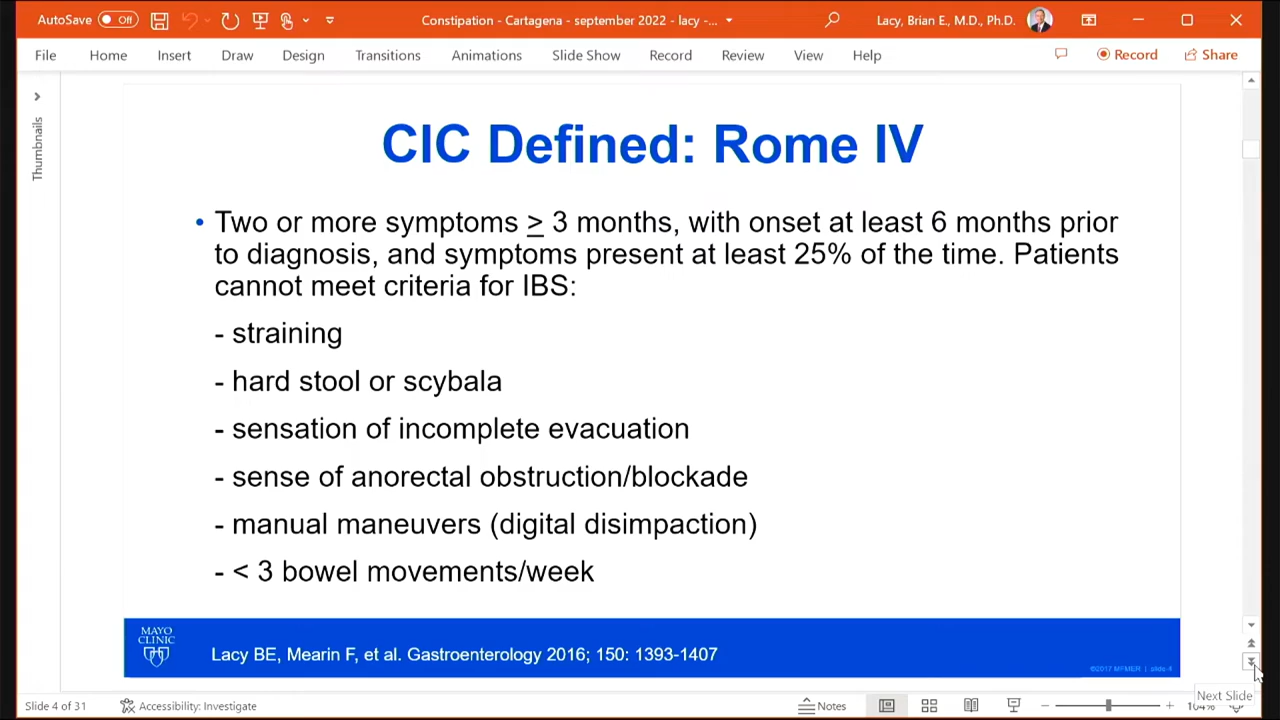 AutoSave Off Constipation - Cartagena - september 2022 - lacy -... Lacy, Brian E., M.D., Ph.D.
File Home Insert Draw Design Transitions Animations Slide Show Record Review View Help Record Share
Thumbnails
CIC Defined: Rome IV
• Two or more symptoms ≥ 3 months, with onset at least 6 months prior
to diagnosis, and symptoms present at least 25% of the time. Patients
cannot meet criteria for IBS:
- straining
- hard stool or scybala
- sensation of incomplete evacuation
- sense of anorectal obstruction/blockade
- manual maneuvers (digital disimpaction)
- < 3 bowel movements/week
MAYO
CLINIC
Lacy BE, Mearin F, et al. Gastroenterology 2016; 150: 1393-1407
©2017 MFMER | slide-4
Next Slide
Slide 4 of 31 Accessibility: Investigate Notes 104%